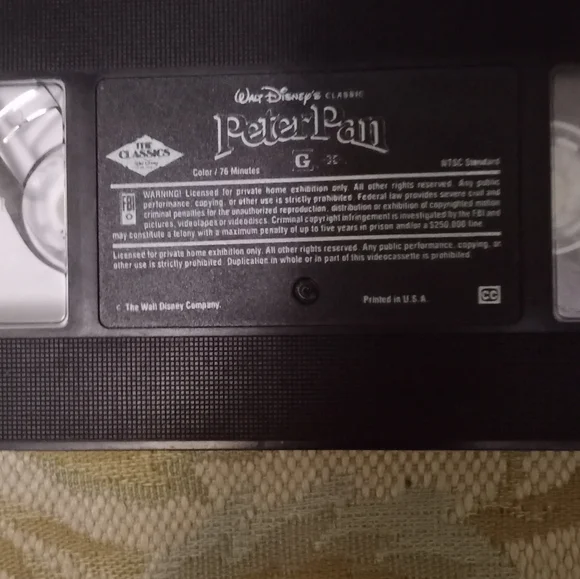 WALT DISNEY'S CLASSIC
Peter Pan
THE
CLASSICS
G
Color / 76 Minutes
NTSC Standard
FBI
WARNING! Licensed for private home exhibition only. All other rights reserved. Any public
performance, copying, or other use is strictly prohibited. Federal law provides severe civil and
criminal penalties for the unauthorized reproduction, distribution or exhibition of copyrighted motion
pictures, videotapes or videodiscs. Criminal copyright infringement is investigated by the FBI and
may constitute a felony with a maximum penalty of up to five years in prison and/or a $250,000 fine.
Licensed for private home exhibition only. All other rights reserved. Any public performance, copying, or
other use is strictly prohibited. Duplication in whole or in part of this videocassette is prohibited.
© The Walt Disney Company.
Printed in U.S.A.
CC